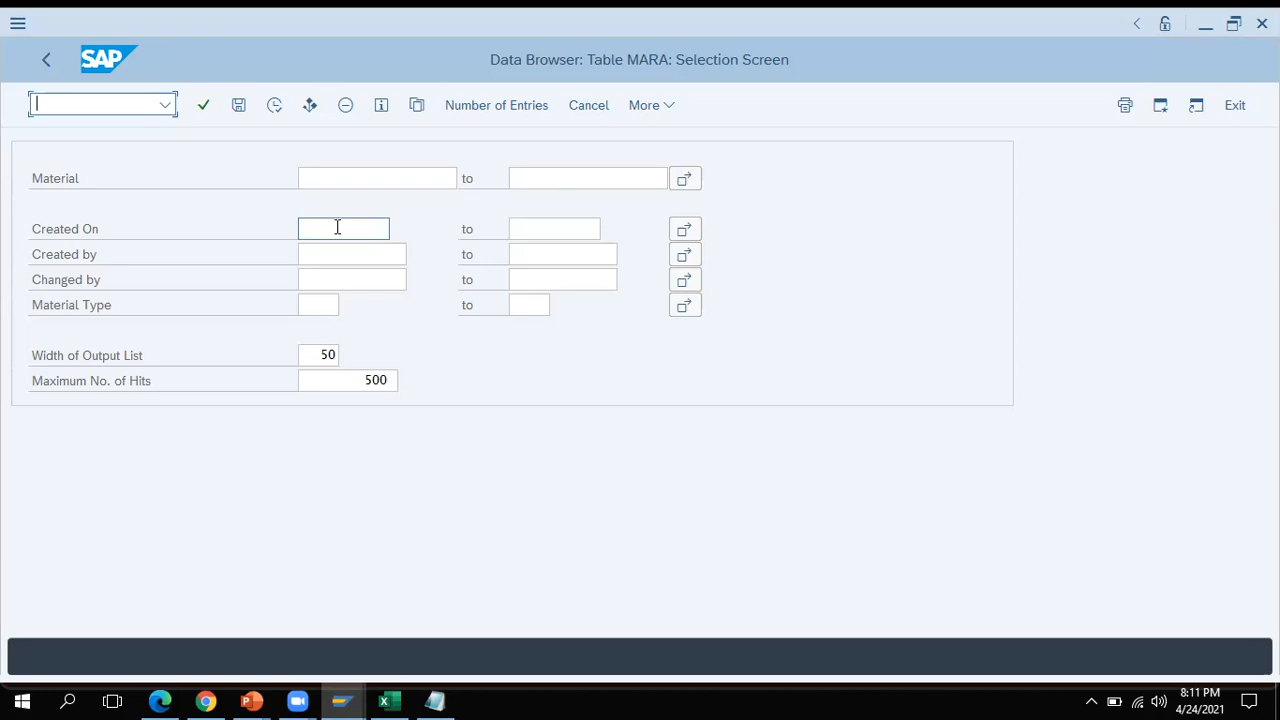 SAP
Data Browser: Table MARA: Selection Screen
Number of Entries Cancel More Exit
Material to
Created On to
Created by to
Changed by to
Material Type to
Width of Output List 50
Maximum No. of Hits 500
8:11 PM
4/24/2021